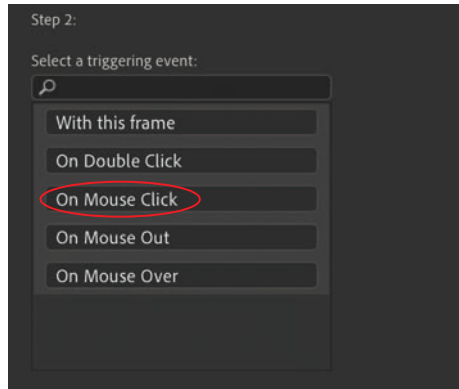 Step 2:
Select a triggering event:
With this frame
On Double Click
On Mouse Click
On Mouse Out
On Mouse Over